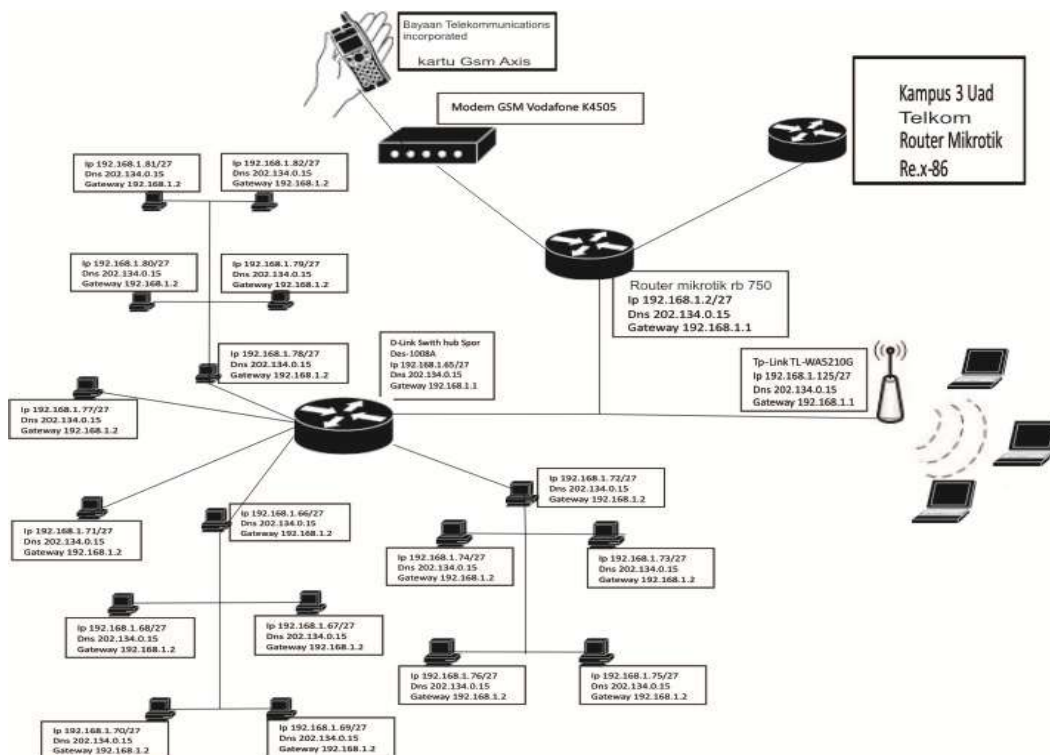 Bayaan Telekommunications
incorporated
kartu Gsm Axis
Modem GSM Vodafone K4505
Kampus 3 Uad
Telkom
Router Mikrotik
Re.x-86
Ip 192.168.1.81/27
Dns 202.134.0.15
Gateway 192.168.1.2
Ip 192.168.1.82/27
Dns 202.134.0.15
Gateway 192.168.1.2
Ip 192.168.1.80/27
Dns 202.134.0.15
Gateway 192.168.1.2
Ip 192.168.1.79/27
Dns 202.134.0.15
Gateway 192.168.1.2
Router mikrotik rb 750
Ip 192.168.1.2/27
Dns 202.134.0.15
Gateway 192.168.1.1
D-Link Swith hub Spor
Des-1008A
Ip 192.168.1.65/27
Dns 202.134.0.15
Gateway 192.168.1.1
Ip 192.168.1.78/27
Dns 202.134.0.15
Gateway 192.168.1.2
Tp-Link TL-WA5210G
Ip 192.168.1.125/27
Dns 202.134.0.15
Gateway 192.168.1.1
Ip 192.168.1.77/27
Dns 202.134.0.15
Gateway 192.168.1.2
Ip 192.168.1.72/27
Dns 202.134.0.15
Gateway 192.168.1.2
Ip 192.168.1.71/27
Dns 202.134.0.15
Gateway 192.168.1.2
Ip 192.168.1.66/27
Dns 202.134.0.15
Gateway 192.168.1.2
Ip 192.168.1.74/27
Dns 202.134.0.15
Gateway 192.168.1.2
Ip 192.168.1.73/27
Dns 202.134.0.15
Gateway 192.168.1.2
Ip 192.168.1.68/27
Dns 202.134.0.15
Gateway 192.168.1.2
Ip 192.168.1.67/27
Dns 202.134.0.15
Gateway 192.168.1.2
Ip 192.168.1.76/27
Dns 202.134.0.15
Gateway 192.168.1.2
Ip 192.168.1.75/27
Dns 202.134.0.15
Gateway 192.168.1.2
Ip 192.168.1.70/27
Dns 202.134.0.15
Gateway 192.168.1.2
Ip 192.168.1.69/27
Dns 202.134.0.15
Gateway 192.168.1.2